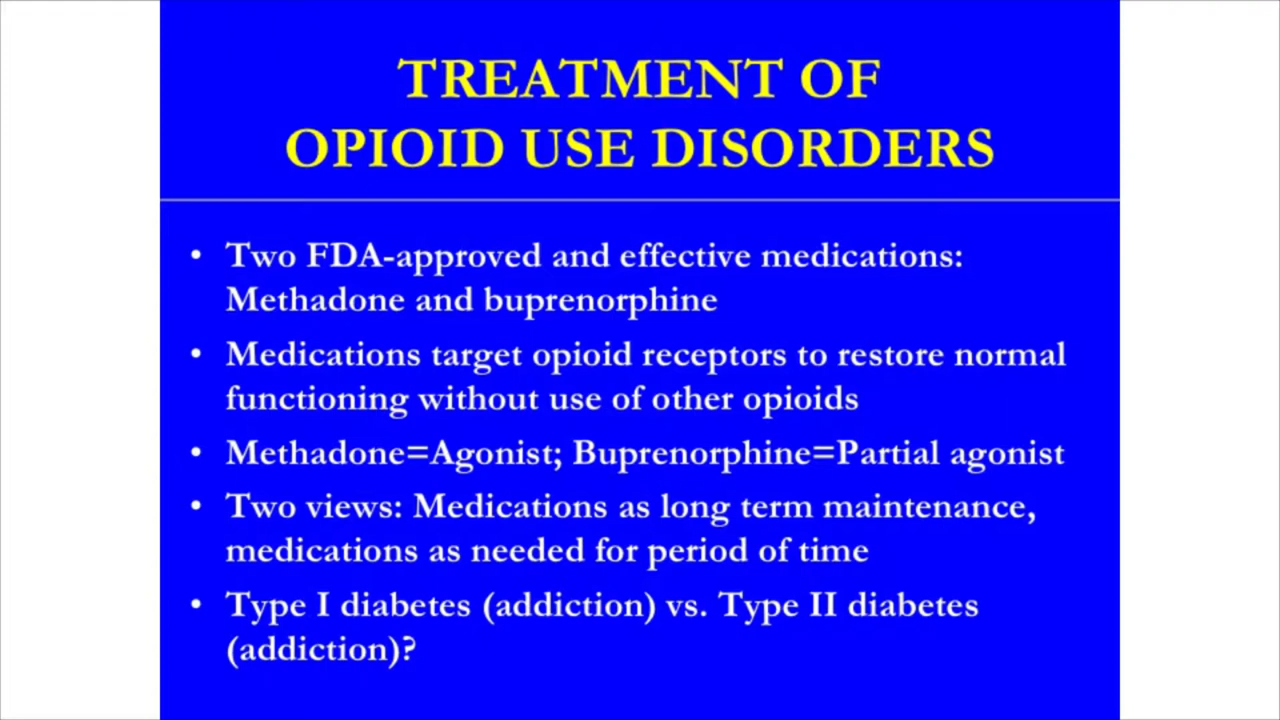 TREATMENT OF
OPIOID USE DISORDERS
• Two FDA-approved and effective medications:
Methadone and buprenorphine
• Medications target opioid receptors to restore normal
functioning without use of other opioids
• Methadone=Agonist; Buprenorphine=Partial agonist
• Two views: Medications as long term maintenance,
medications as needed for period of time
• Type I diabetes (addiction) vs. Type II diabetes
(addiction)?